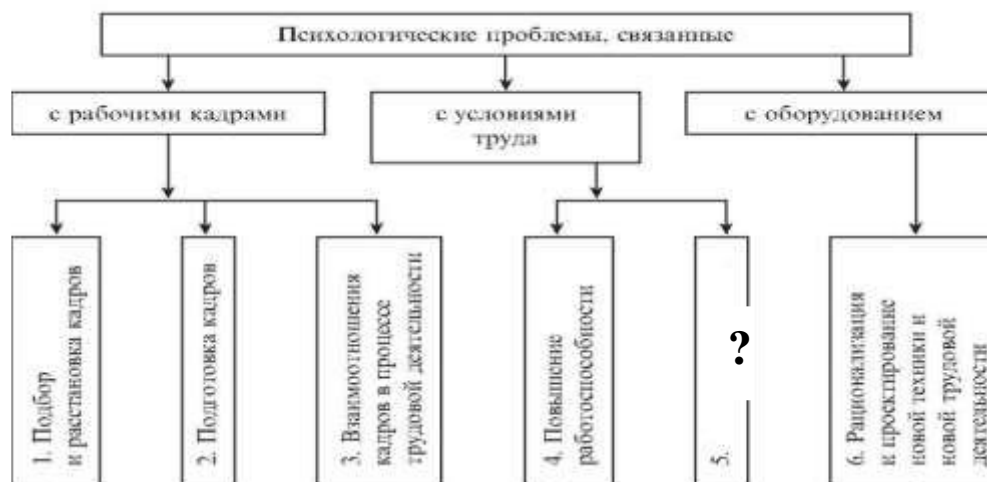 Психологические проблемы, связанные
с рабочими кадрами
с условиями
труда
с оборудованием
1. Подбор
и расстановка кадров
2. Подготовка кадров
3. Взаимоотношения
кадров в процессе
трудовой деятельности
4. Повышение
работоспособности
5.
?
6. Рационализация
и проектирование
новой техники и
новой трудовой
деятельности